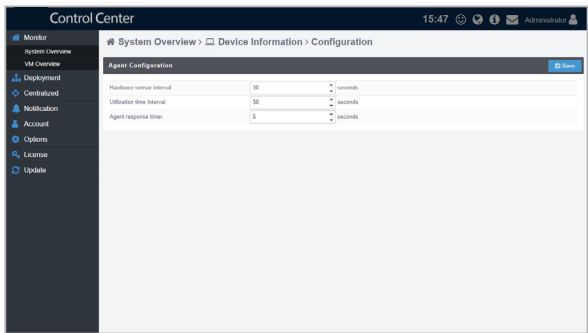 Control Center
15:47
Administrator
Monitor
System Overview
VM Overview
Deployment
Centralized
Notification
Account
Options
License
Update
System Overview > Device Information > Configuration
Agent Configuration
Save
Hardware sensor interval 30 seconds
Utilization time interval 30 seconds
Agent response timer 5 seconds